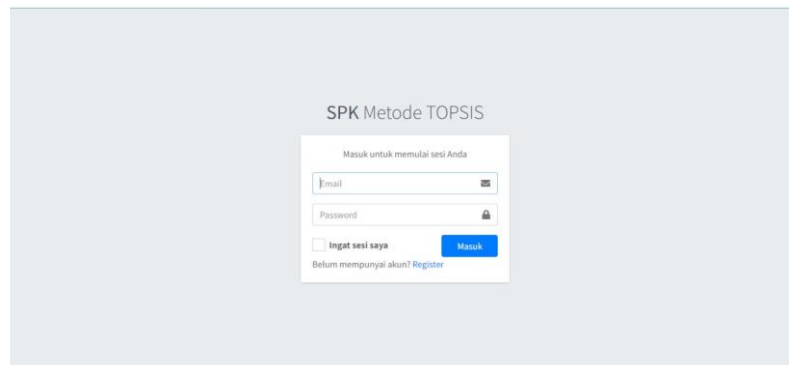 SPK Metode TOPSIS
Masuk untuk memulai sesi Anda
Email
Password
Ingat sesi saya
Masuk
Belum mempunyai akun? Register